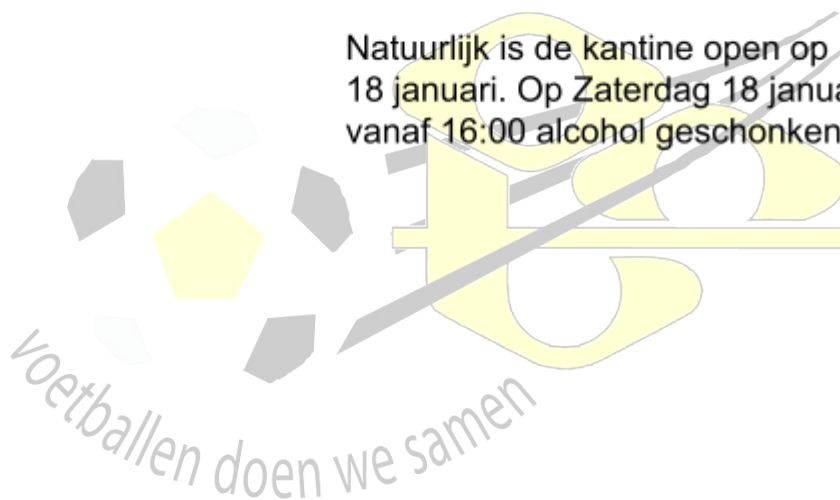 Natuurlijk is de kantine open op
18 januari. Op Zaterdag 18
vanaf 16:00 alcohol geschonken
voetballen doen we samen